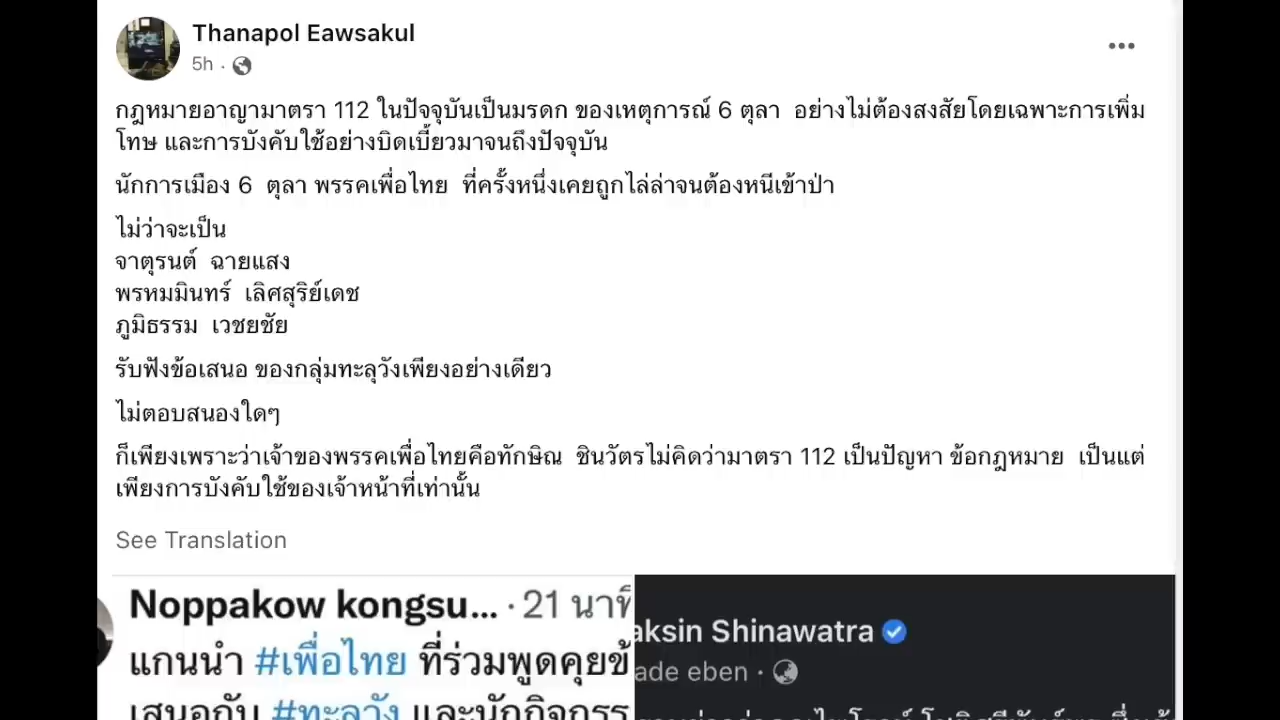 Thanapol Eawsakul
5h ·
กฎหมายอาญามาตรา 112 ในปัจจุบันเป็นมรดก ของเหตุการณ์ 6 ตุลา อย่างไม่ต้องสงสัยโดยเฉพาะการเพิ่ม
โทษ และการบังคับใช้อย่างบิดเบี้ยวมาจนถึงปัจจุบัน
นักการเมือง 6 ตุลา พรรคเพื่อไทย ที่ครั้งหนึ่งเคยถูกไล่ล่าจนต้องหนีเข้าป่า
ไม่ว่าจะเป็น
จาตุรนต์ ฉายแสง
พรหมมินทร์ เลิศสุริย์เดช
ภูมิธรรม เวชยชัย
รับฟังข้อเสนอ ของกลุ่มทะลุวังเพียงอย่างเดียว
ไม่ตอบสนองใดๆ
ก็เพียงเพราะว่าเจ้าของพรรคเพื่อไทยคือทักษิณ ชินวัตรไม่คิดว่ามาตรา 112 เป็นปัญหา ข้อกฎหมาย เป็นแต่
เพียงการบังคับใช้ของเจ้าหน้าที่เท่านั้น
See Translation
Noppakow kongsu... · 21 นาที
แกนนำ #เพื่อไทย ที่ร่วมพูดคุยข้
เสนอกับ #ทะลุวัง และนักกิจกรร
aksin Shinawatra
ade eben ·